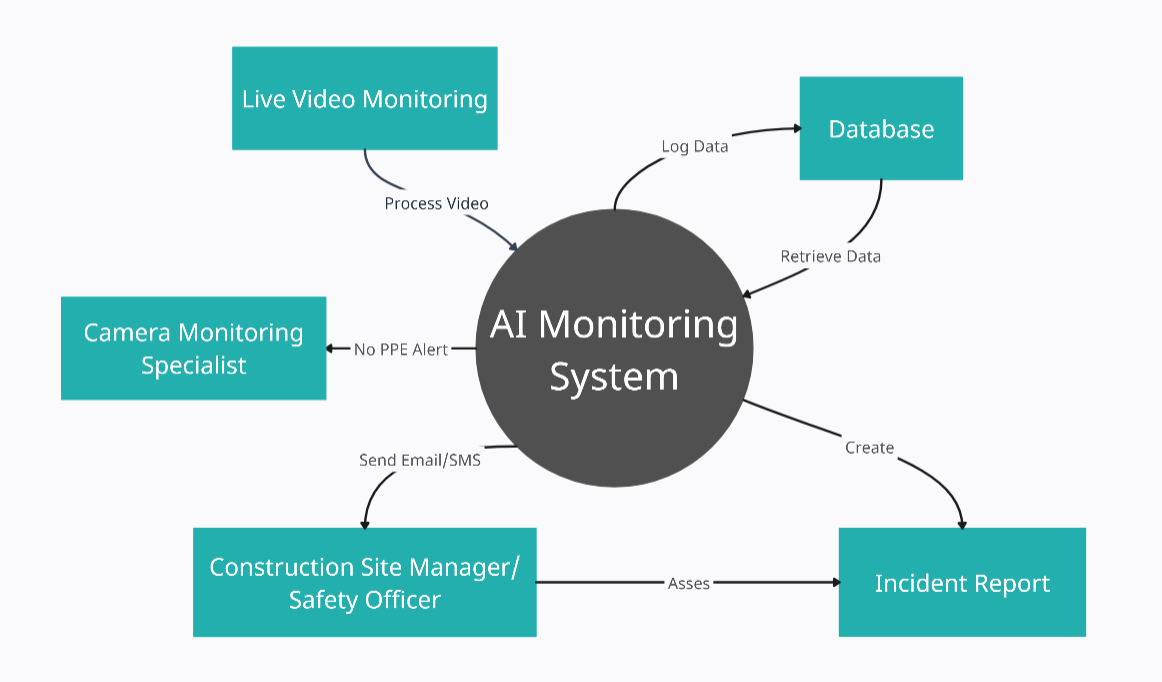 Live Video Monitoring
Database
Log Data
Process Video
Retrieve Data
AI Monitoring
System
Camera Monitoring
Specialist
No PPE Alert
Create
Send Email/SMS
Construction Site Manager/
Safety Officer
Asses
Incident Report